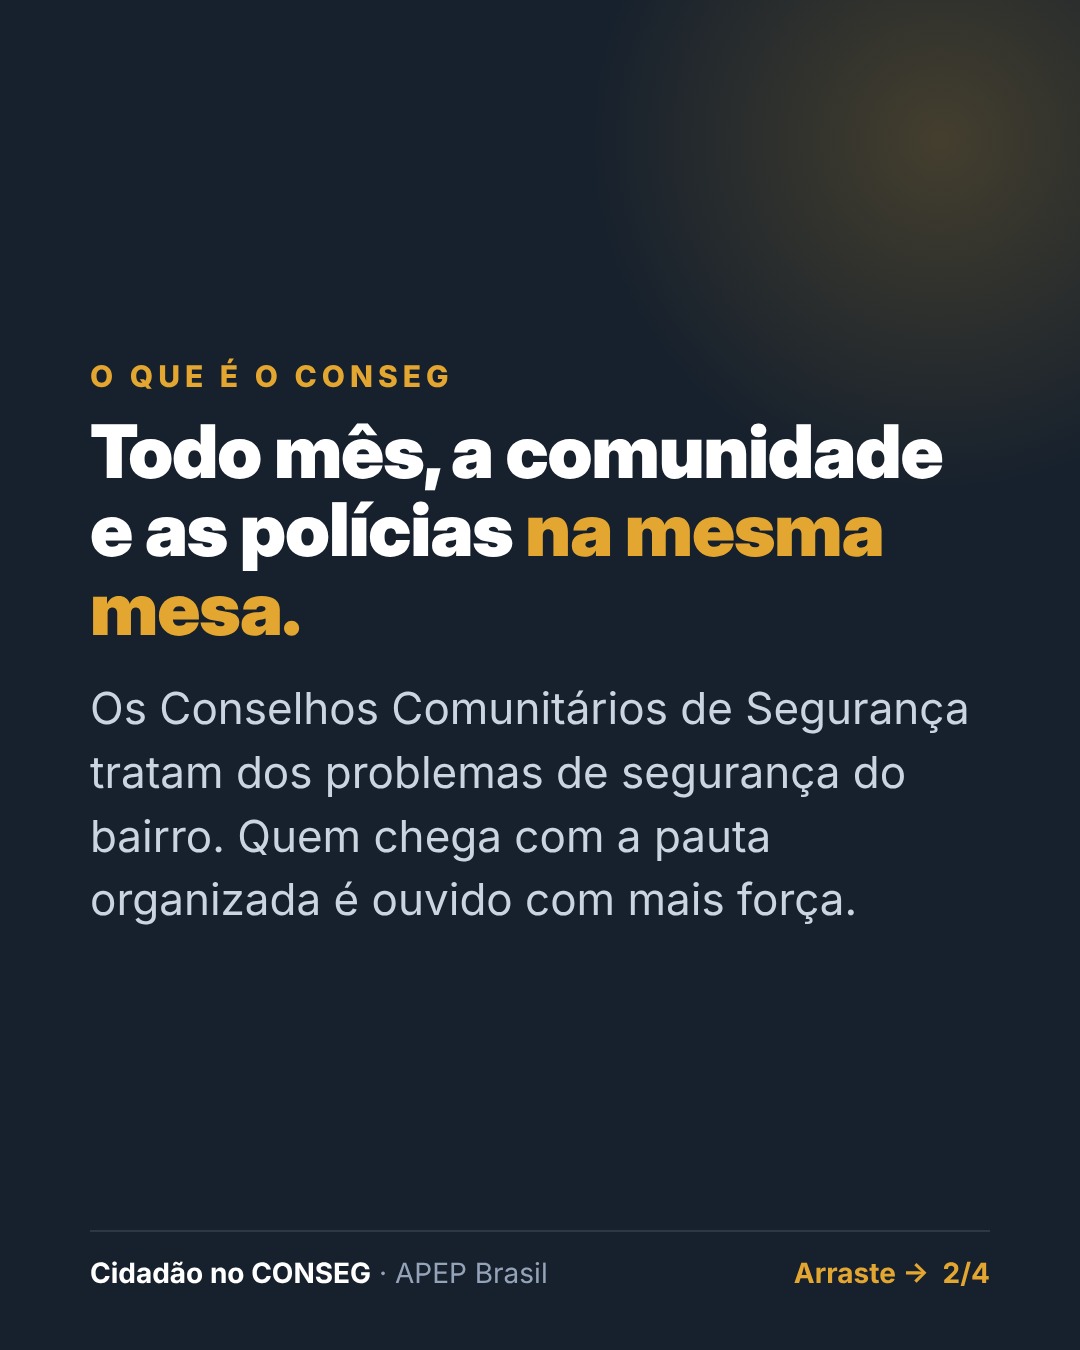 O QUE É O CONSEG
Todo mês, a comunidade
e as polícias na mesma
mesa.
Os Conselhos Comunitários de Segurança
tratam dos problemas de segurança do
bairro. Quem chega com a pauta
organizada é ouvido com mais força.
Cidadão no CONSEG · APEP Brasil
Arraste → 2/4